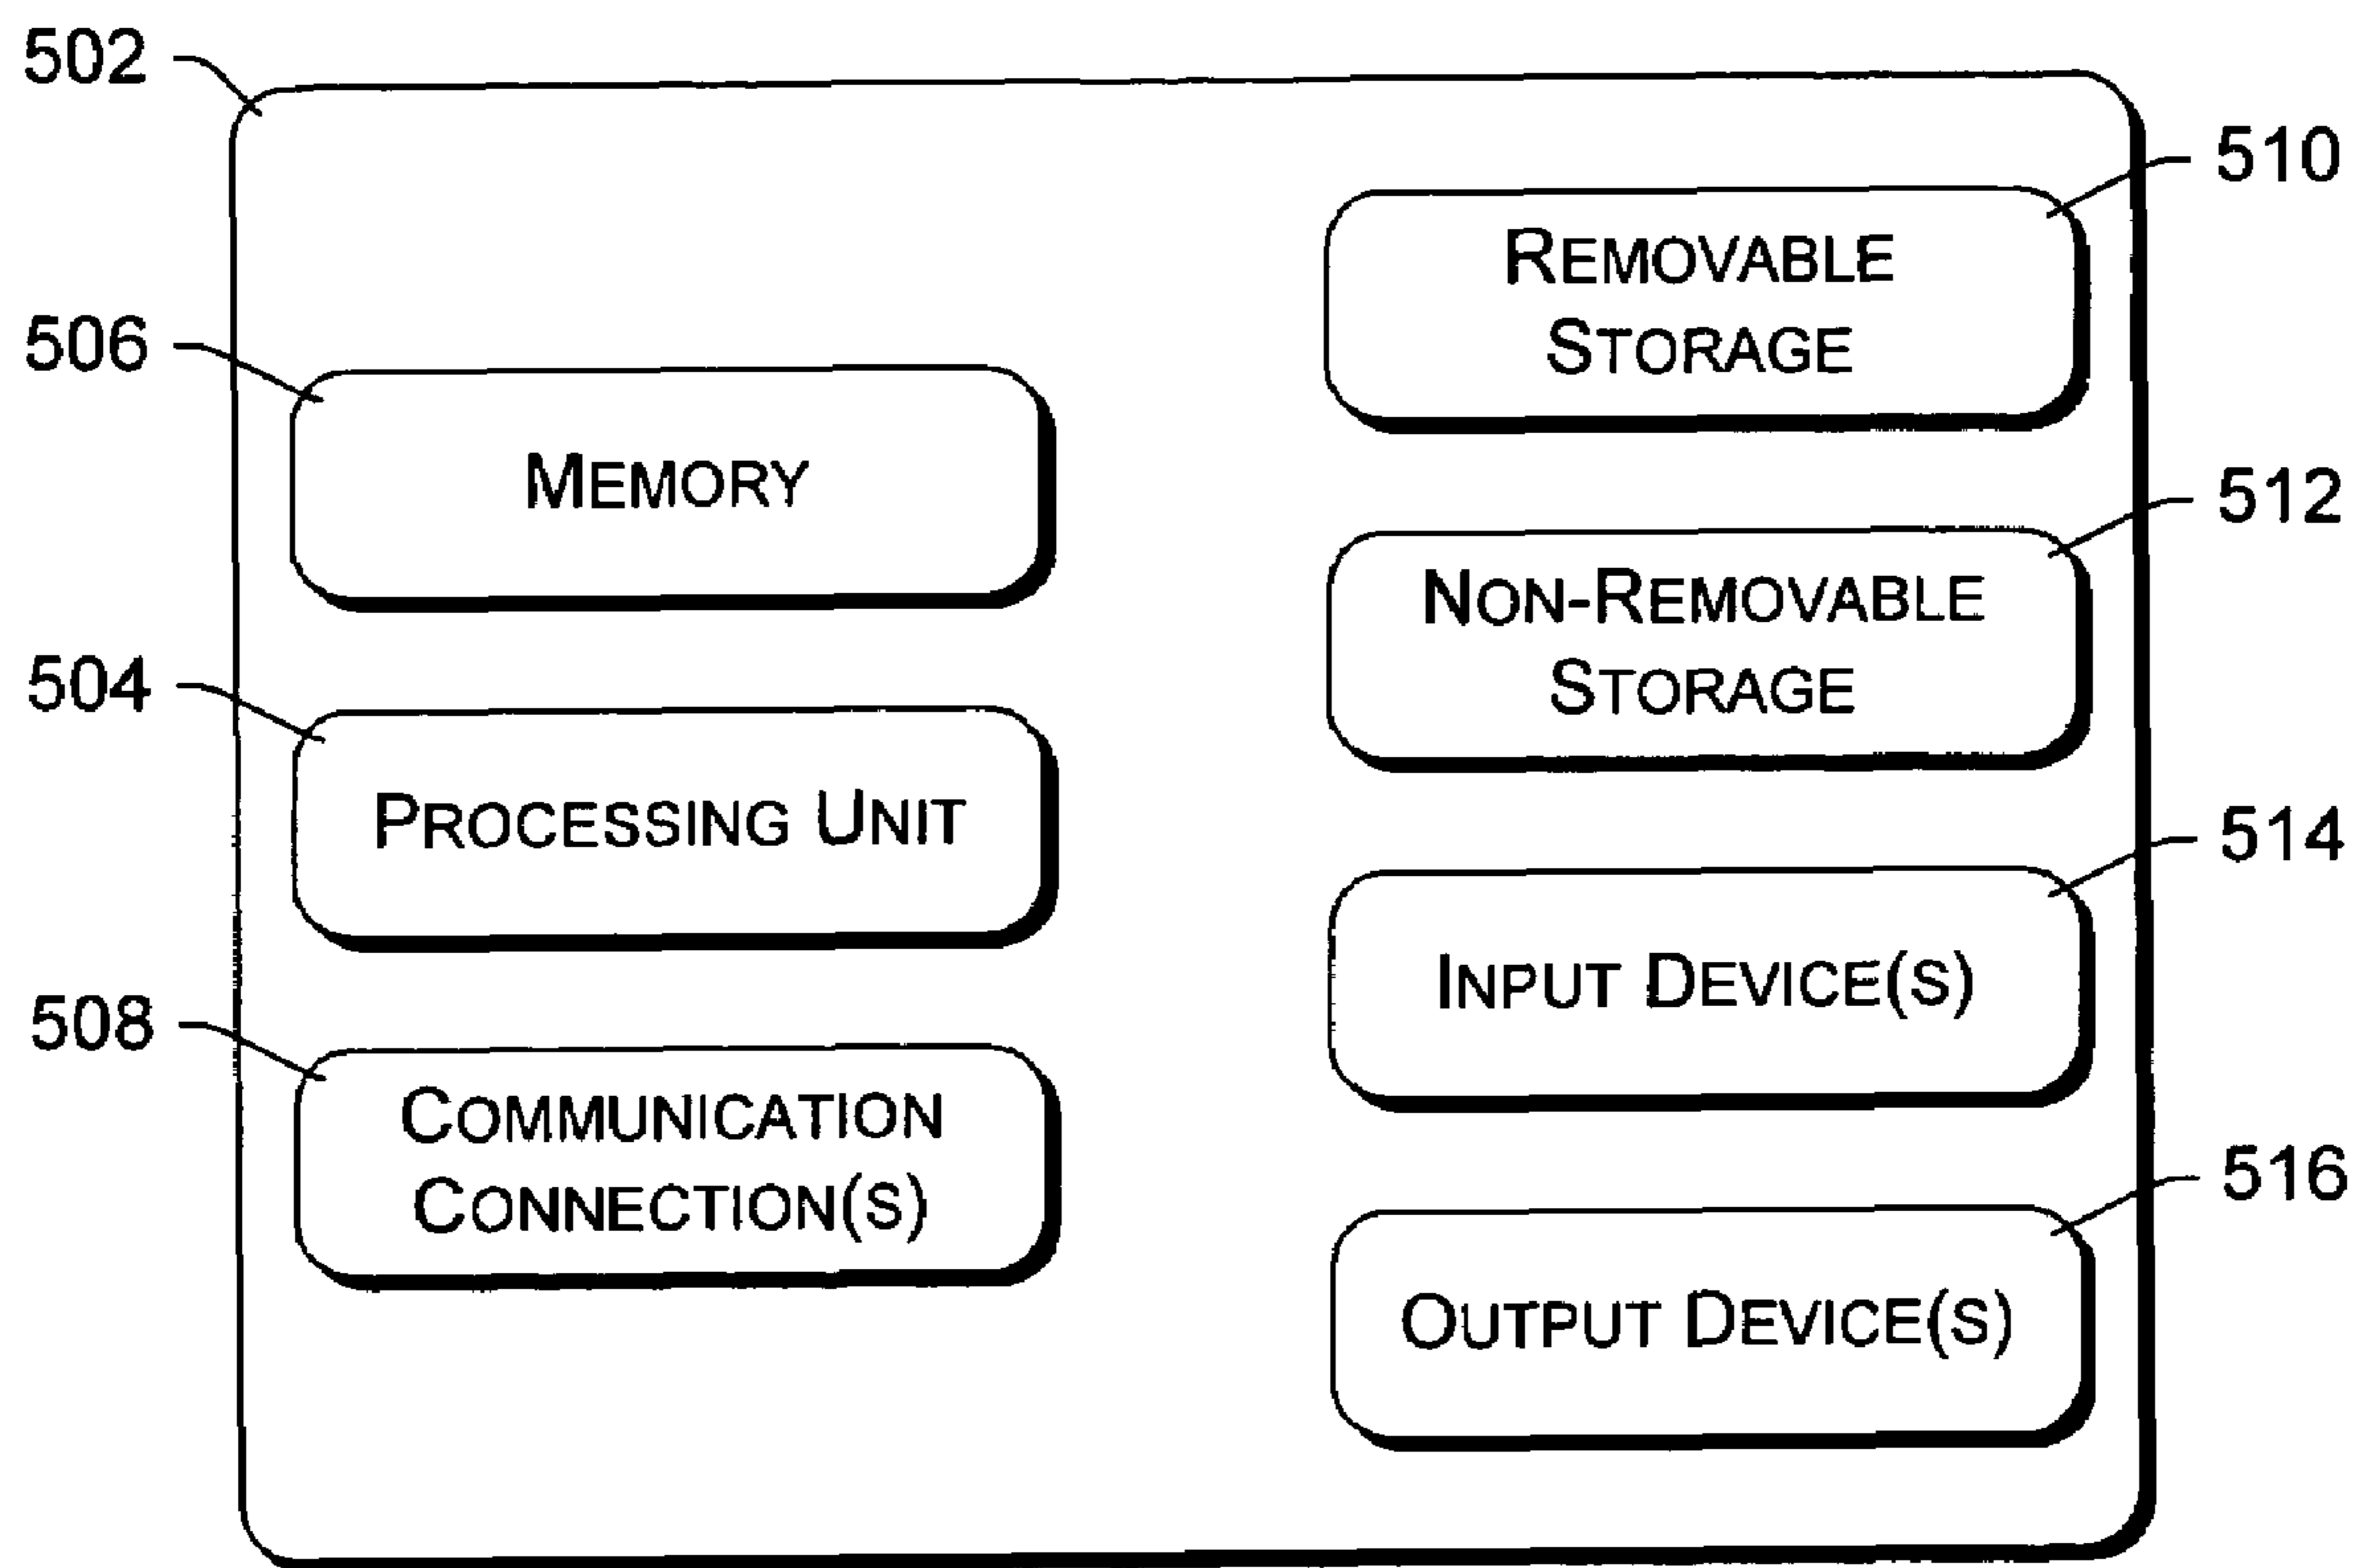 502
506
MEMORY
504
PROCESSING UNIT
508
COMMUNICATION
CONNECTION(S)
510
REMOVABLE
STORAGE
512
NON-REMOVABLE
STORAGE
514
INPUT DEVICE(S)
516
OUTPUT DEVICE(S)